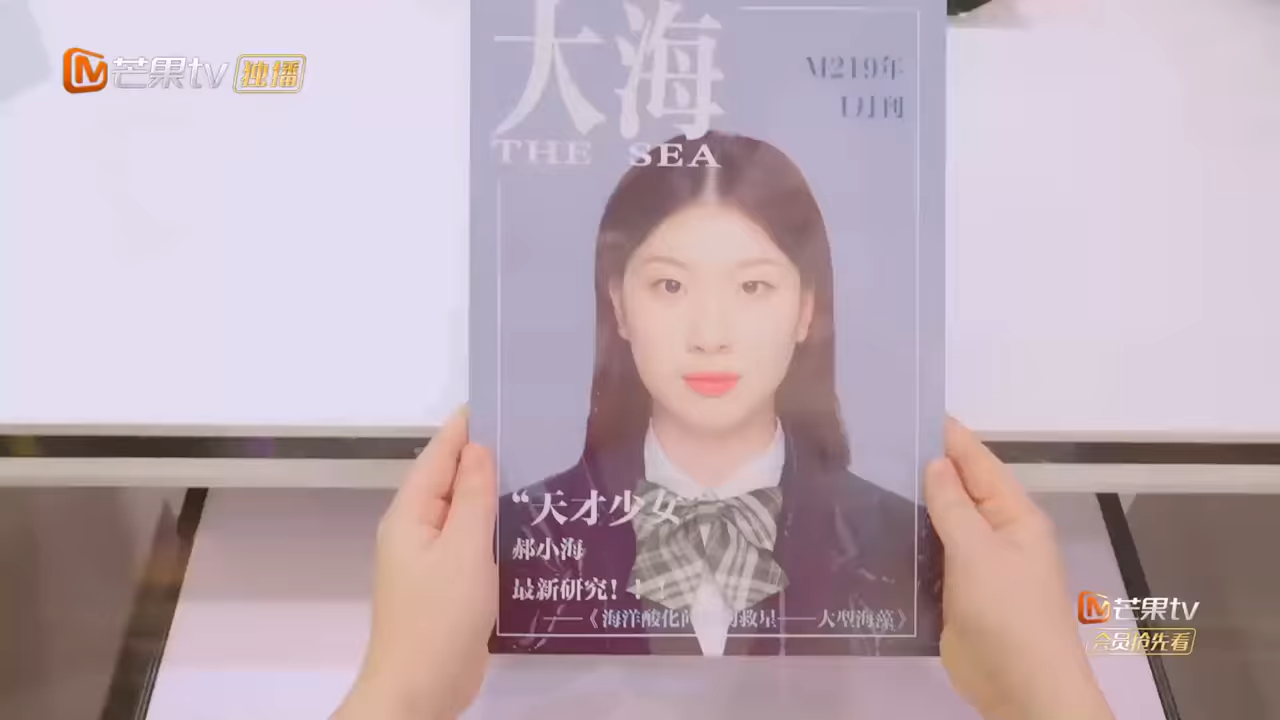 芒果tv 独播
大海
THE SEA
M219年
1月刊
“天才少女
郝小海
最新研究！！！
——《海洋酸化 救星——大型海藻》
芒果tv
会员抢先看